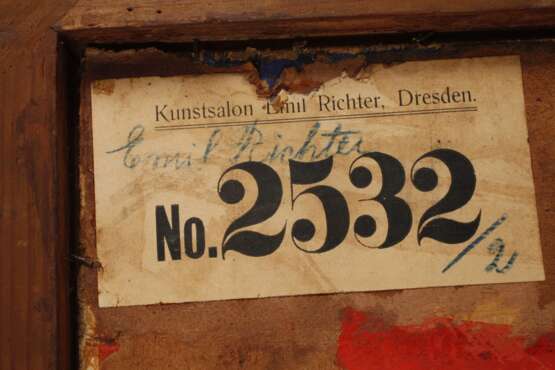 Kunstsalon Emil Richter, Dresden.
Emil Richter
No. 2532/2